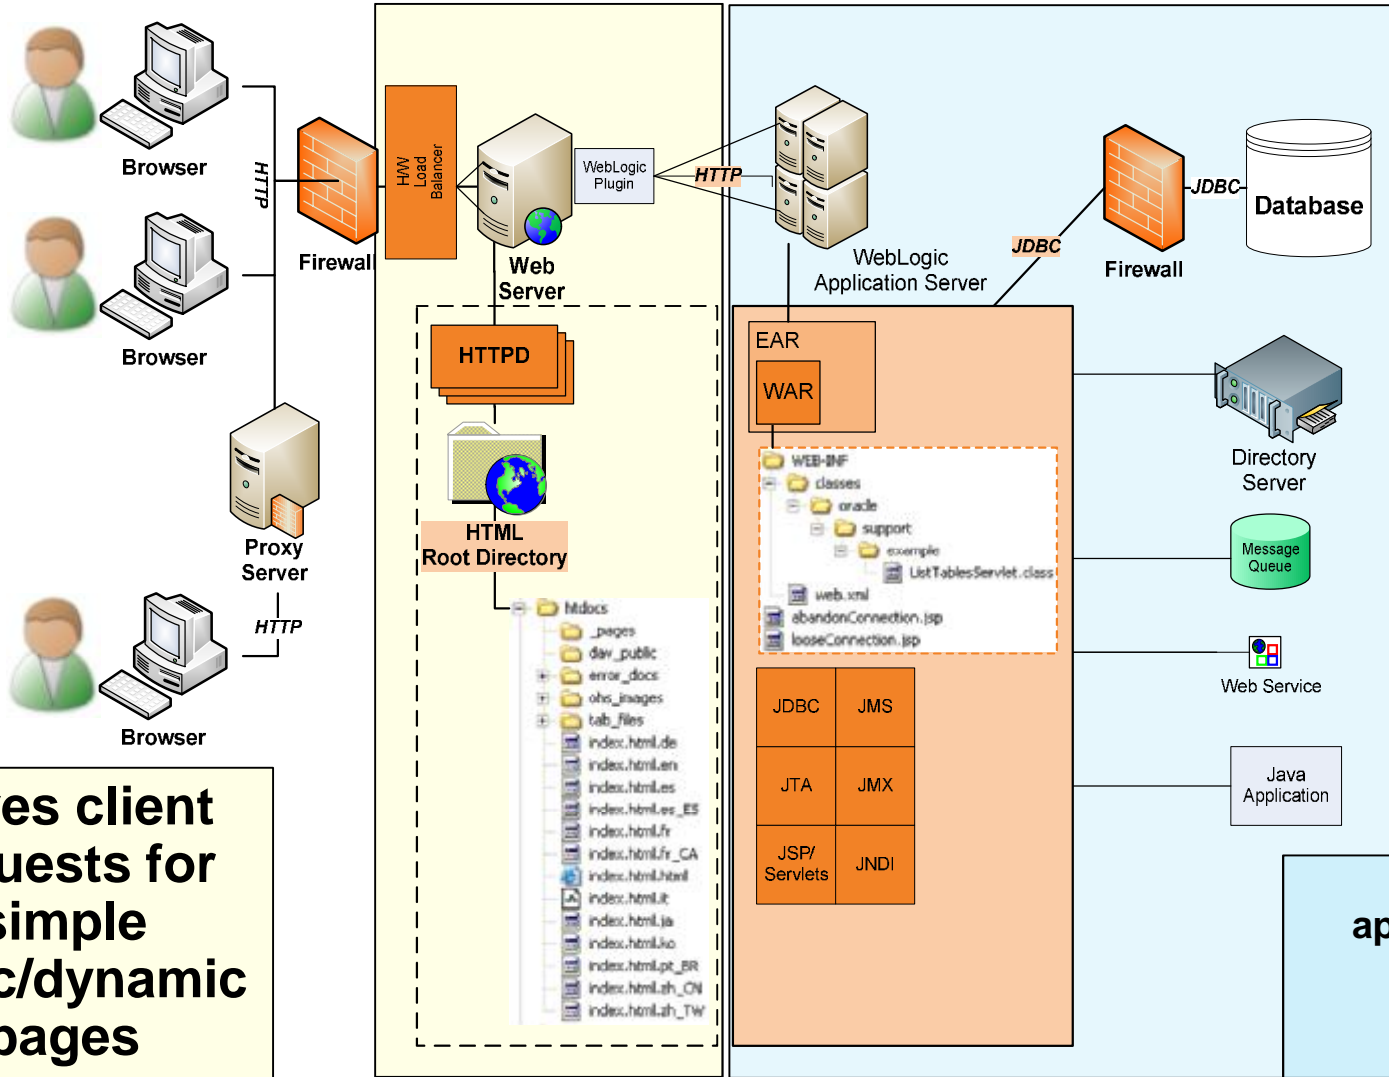 Browser
HTTP
Browser
Proxy
Server
HTTP
Browser
Firewall
H/W
Load
Balancer
Web
Server
WebLogic
Plugin
HTTP
WebLogic
Application Server
JDBC
Firewall
JDBC
Database
HTTPD
HTML
Root Directory
htdocs
_pages
dav_public
error_docs
ohs_images
tab_files
index.html.de
index.html.en
index.html.es
index.html.es_ES
index.html.fr
index.html.fr_CA
index.html.html
index.html.it
index.html.ja
index.html.ko
index.html.pt_BR
index.html.zh_CN
index.html.zh_TW
EAR
WAR
WEB-INF
classes
oracle
support
example
ListTablesServlet.class
web.xml
abandonConnection.jsp
looseConnection.jsp
JDBC
JMS
JTA
JMX
JSP/
Servlets
JNDI
Directory
Server
Message
Queue
Web Service
Java
Application
es client
uests for
simple
c/dynamic
pages
ap